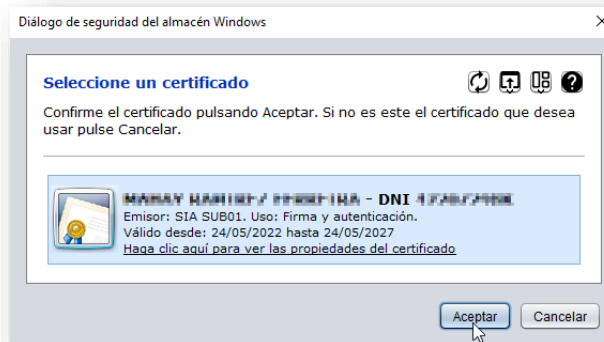 Diálogo de seguridad del almacén Windows
Seleccione un certificado
Confirme el certificado pulsando Aceptar. Si no es este el certificado que desea
usar pulse Cancelar.
- DNI
Emisor: SIA SUB01. Uso: Firma y autenticación.
Válido desde: 24/05/2022 hasta 24/05/2027
Haga clic aquí para ver las propiedades del certificado
Aceptar
Cancelar